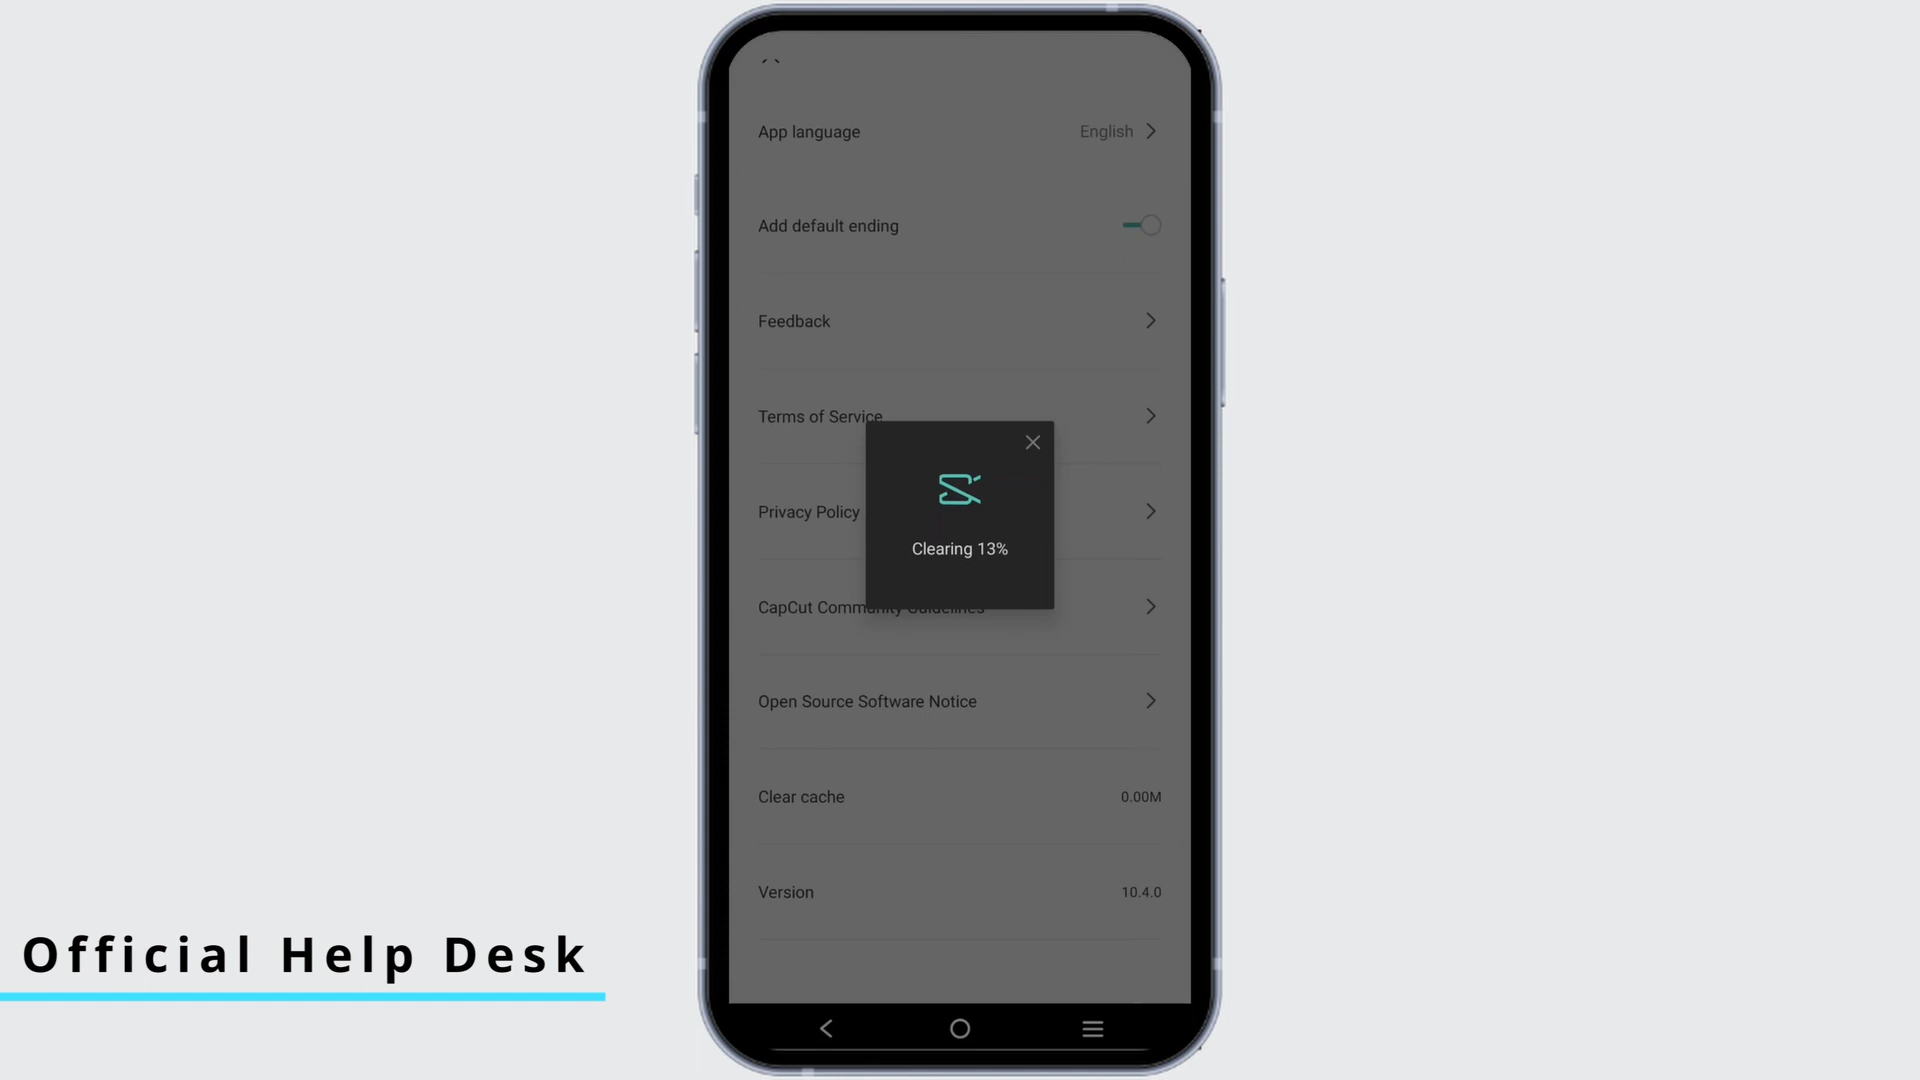 App language English
Add default ending
Feedback
Terms of Service
Privacy Policy
Clearing 13%
CapCut Community Guidelines
Open Source Software Notice
Clear cache 0.00M
Version 10.4.0
Official Help Desk